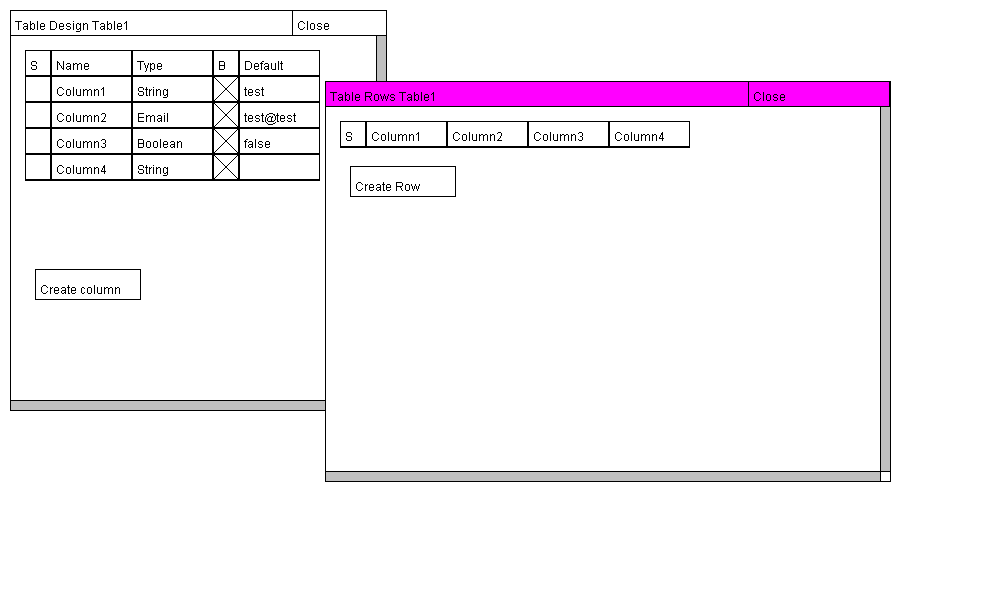 Table Design Table1 Close
S Name Type B Default
Column1 String test
Column2 Email test@test
Column3 Boolean false
Column4 String
Create column
Table Rows Table1 Close
S Column1 Column2 Column3 Column4
Create Row